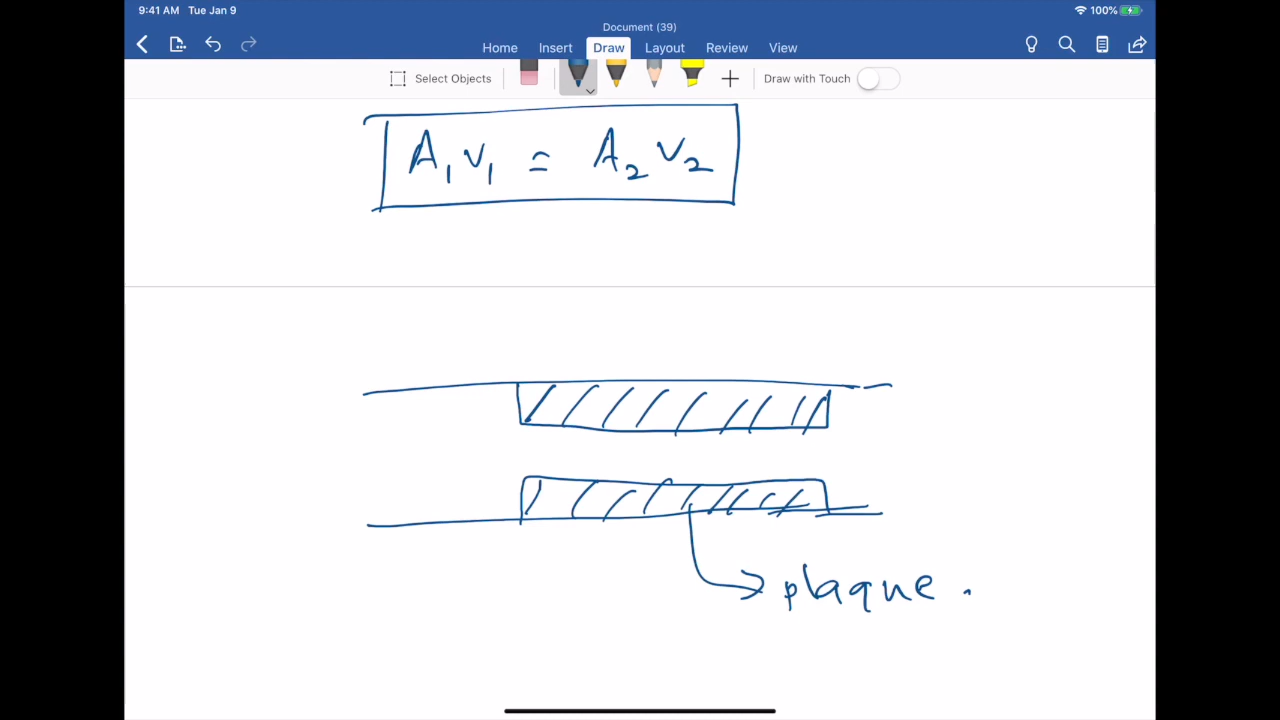 9:41 AM Tue Jan 9 100%
Document (39)
Home Insert Draw Layout Review View
Select Objects Draw with Touch
A₁v₁ = A₂v₂
plaque.